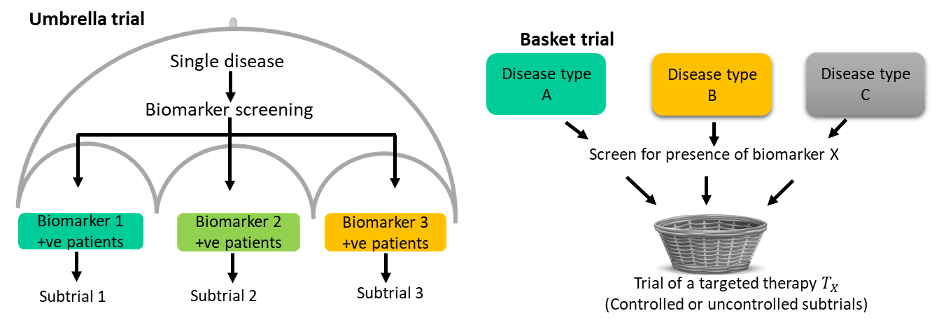 Umbrella trial
Single disease
Biomarker screening
Biomarker 1
+ve patients
Biomarker 2
+ve patients
Biomarker 3
+ve patients
Subtrial 1
Subtrial 2
Subtrial 3
Basket trial
Disease type
A
Disease type
B
Disease type
C
Screen for presence of biomarker X
Trial of a targeted therapy T_X
(Controlled or uncontrolled subtrials)